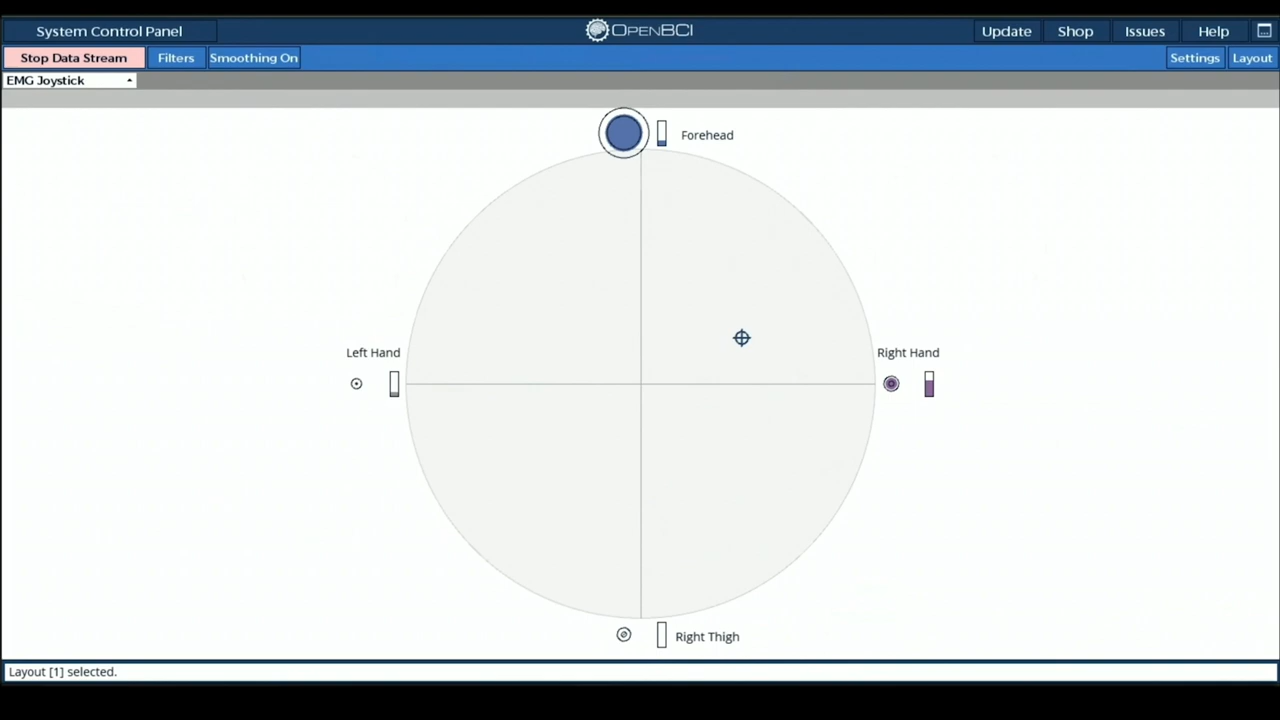 System Control Panel
OPENBCI
Update
Shop
Issues
Help
Stop Data Stream
Filters
Smoothing On
Settings
Layout
EMG Joystick
Forehead
Left Hand
Right Hand
Right Thigh
Layout [1] selected.